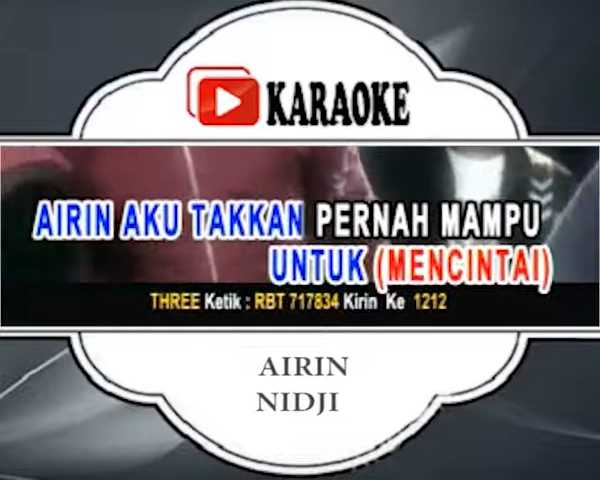 KARAOKE
AIRIN AKU TAKKAN PERNAH MAMPU
UNTUK (MENCINTAI)
THREE Ketik : RBT 717834 Kirin Ke 1212
AIRIN
NIDJI